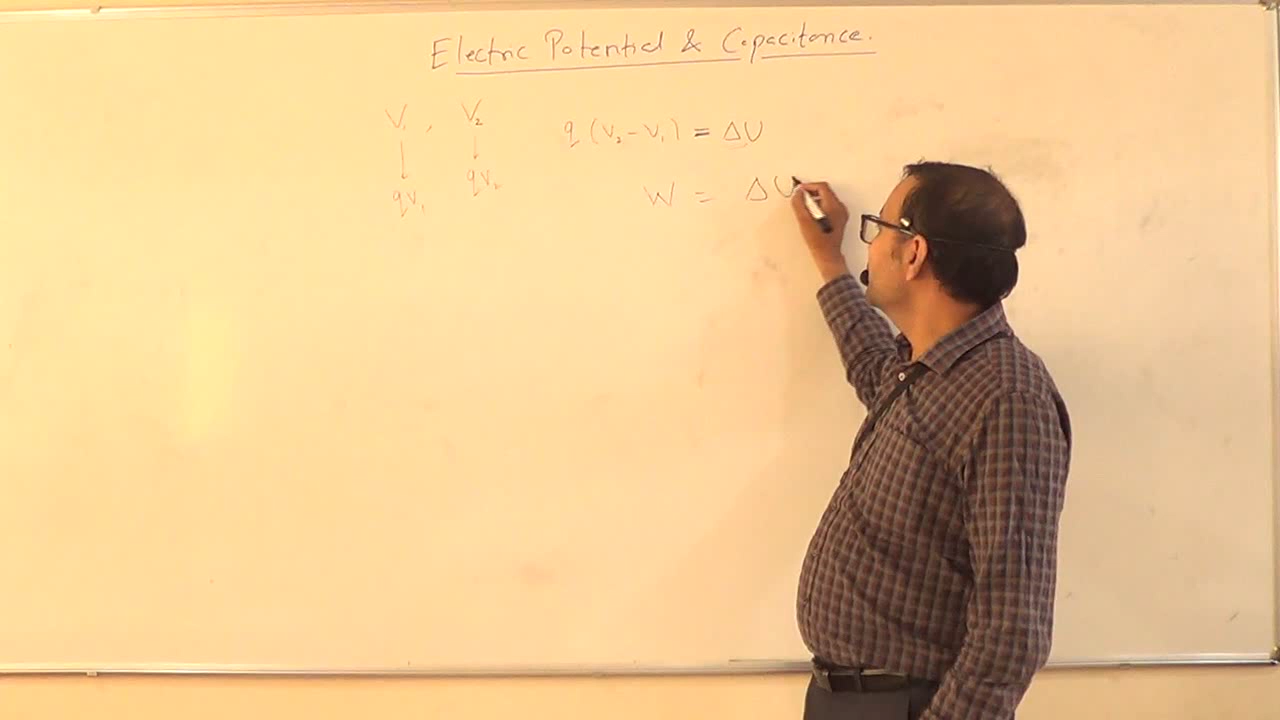 Electric Potential & Capacitance.
V₁ , V₂
q (V₂ - V₁) = ΔU
↓ ↓
qV₁ qV₂
W = ΔU